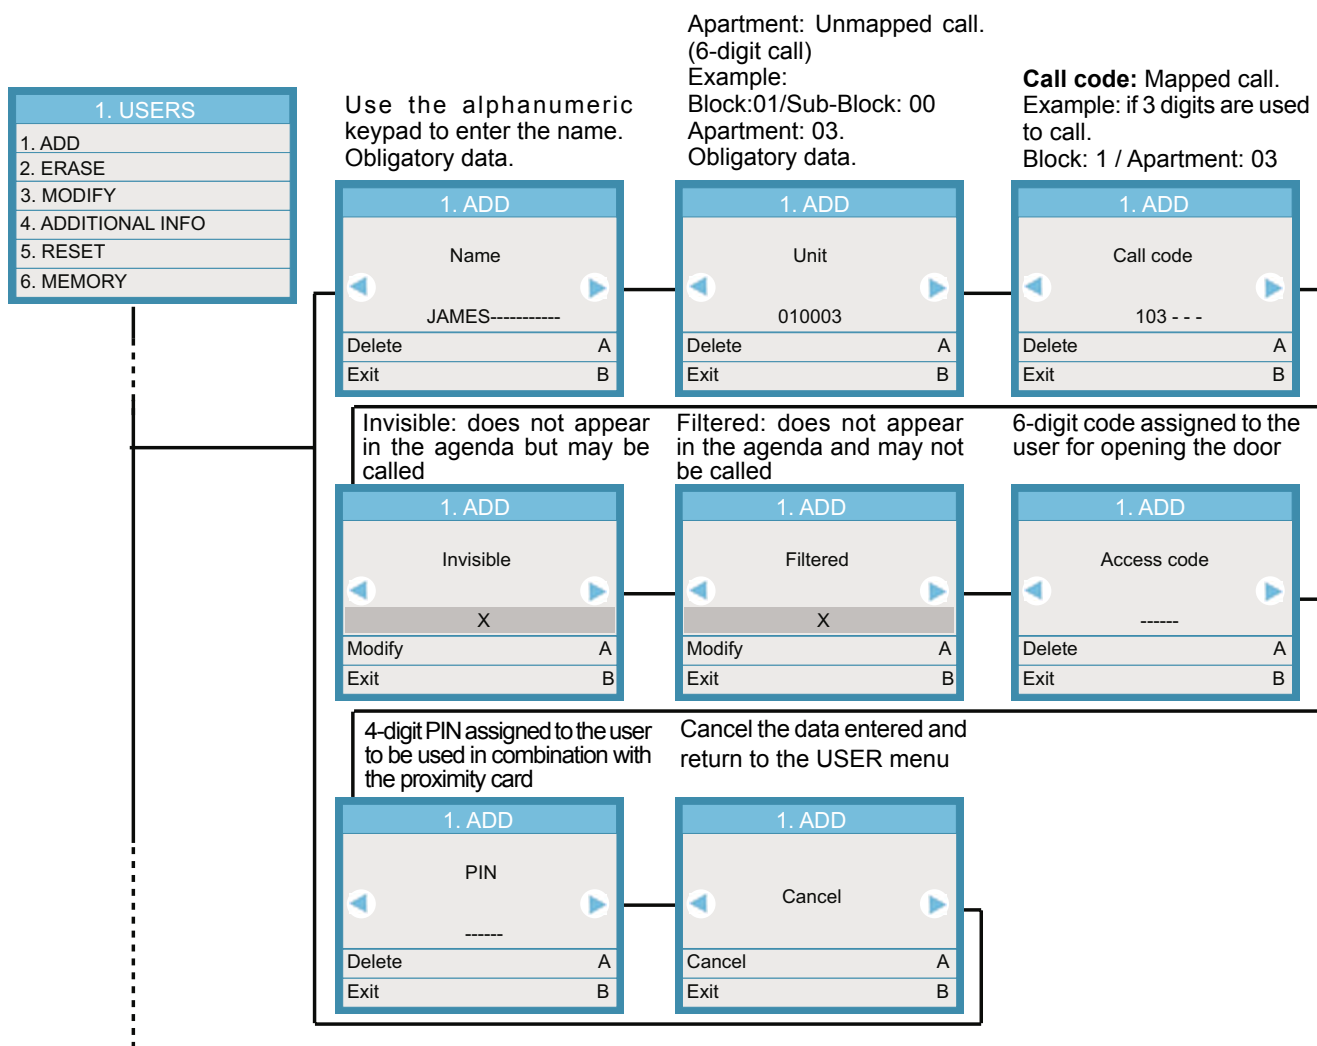 1. USERS
1. ADD
2. ERASE
3. MODIFY
4. ADDITIONAL INFO
5. RESET
6. MEMORY
Use the alphanumeric
keypad to enter the name.
Obligatory data.
1. ADD
Name
JAMES-----------
Delete A
Exit B
Apartment: Unmapped call.
(6-digit call)
Example:
Block:01/Sub-Block: 00
Apartment: 03.
Obligatory data.
1. ADD
Unit
010003
Delete A
Exit B
Call code: Mapped call.
Example: if 3 digits are used
to call.
Block: 1 / Apartment: 03
1. ADD
Call code
103 - - -
Delete A
Exit B
Invisible: does not appear
in the agenda but may be
called
1. ADD
Invisible
X
Modify A
Exit B
Filtered: does not appear
in the agenda and may not
be called
1. ADD
Filtered
X
Modify A
Exit B
6-digit code assigned to the
user for opening the door
1. ADD
Access code
------
Delete A
Exit B
4-digit PIN assigned to the user
to be used in combination with
the proximity card
1. ADD
PIN
------
Delete A
Exit B
Cancel the data entered and
return to the USER menu
1. ADD
Cancel
Cancel A
Exit B